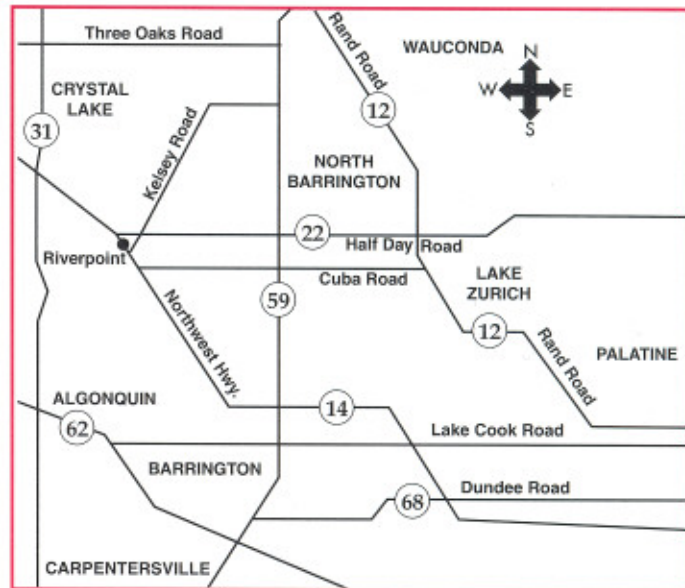 Three Oaks Road
WAUCONDA
N
W E
S
CRYSTAL
LAKE
Rand Road
12
31
Kelsey Road
NORTH
BARRINGTON
22
Half Day Road
Riverpoint
Cuba Road
LAKE
ZURICH
59
Northwest Hwy.
12
Rand Road
PALATINE
ALGONQUIN
14
62
Lake Cook Road
BARRINGTON
Dundee Road
68
CARPENTERSVILLE